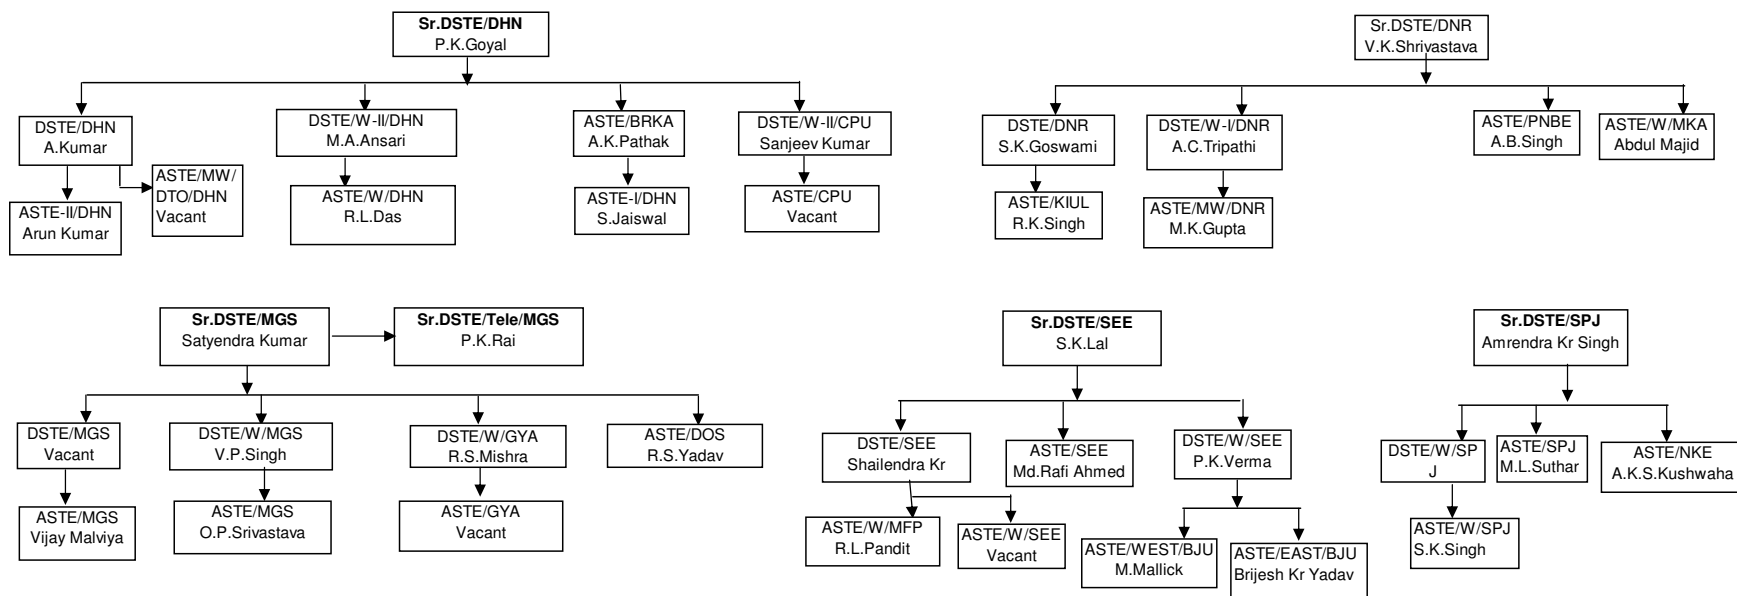 Sr.DSTE/DHN
P.K.Goyal
DSTE/DHN
A.Kumar
ASTE/MW/
DTO/DHN
Vacant
ASTE-II/DHN
Arun Kumar
DSTE/W-II/DHN
M.A.Ansari
ASTE/W/DHN
R.L.Das
ASTE/BRKA
A.K.Pathak
ASTE-I/DHN
S.Jaiswal
DSTE/W-II/CPU
Sanjeev Kumar
ASTE/CPU
Vacant
Sr.DSTE/DNR
V.K.Shrivastava
DSTE/DNR
S.K.Goswami
ASTE/KIUL
R.K.Singh
DSTE/W-I/DNR
A.C.Tripathi
ASTE/MW/DNR
M.K.Gupta
ASTE/PNBE
A.B.Singh
ASTE/W/MKA
Abdul Majid
Sr.DSTE/MGS
Satyendra Kumar
Sr.DSTE/Tele/MGS
P.K.Rai
DSTE/MGS
Vacant
ASTE/MGS
Vijay Malviya
DSTE/W/MGS
V.P.Singh
ASTE/MGS
O.P.Srivastava
DSTE/W/GYA
R.S.Mishra
ASTE/GYA
Vacant
ASTE/DOS
R.S.Yadav
Sr.DSTE/SEE
S.K.Lal
DSTE/SEE
Shailendra Kr
ASTE/W/MFP
R.L.Pandit
ASTE/W/SEE
Vacant
ASTE/SEE
Md.Rafi Ahmed
DSTE/W/SEE
P.K.Verma
ASTE/WEST/BJU
M.Mallick
ASTE/EAST/BJU
Brijesh Kr Yadav
Sr.DSTE/SPJ
Amrendra Kr Singh
DSTE/W/SP
J
ASTE/W/SPJ
S.K.Singh
ASTE/SPJ
M.L.Suthar
ASTE/NKE
A.K.S.Kushwaha